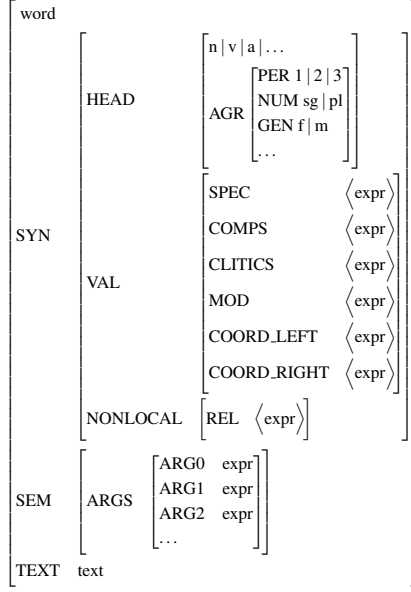 word
n | v | a | …
PER 1 | 2 | 3
HEAD
AGR NUM sg | pl
GEN f | m
…
SPEC ⟨expr⟩
COMPS ⟨expr⟩
SYN
CLITICS ⟨expr⟩
VAL
MOD ⟨expr⟩
COORD_LEFT ⟨expr⟩
COORD_RIGHT ⟨expr⟩
NONLOCAL REL ⟨expr⟩
ARG0 expr
SEM ARGS ARG1 expr
ARG2 expr
…
TEXT text